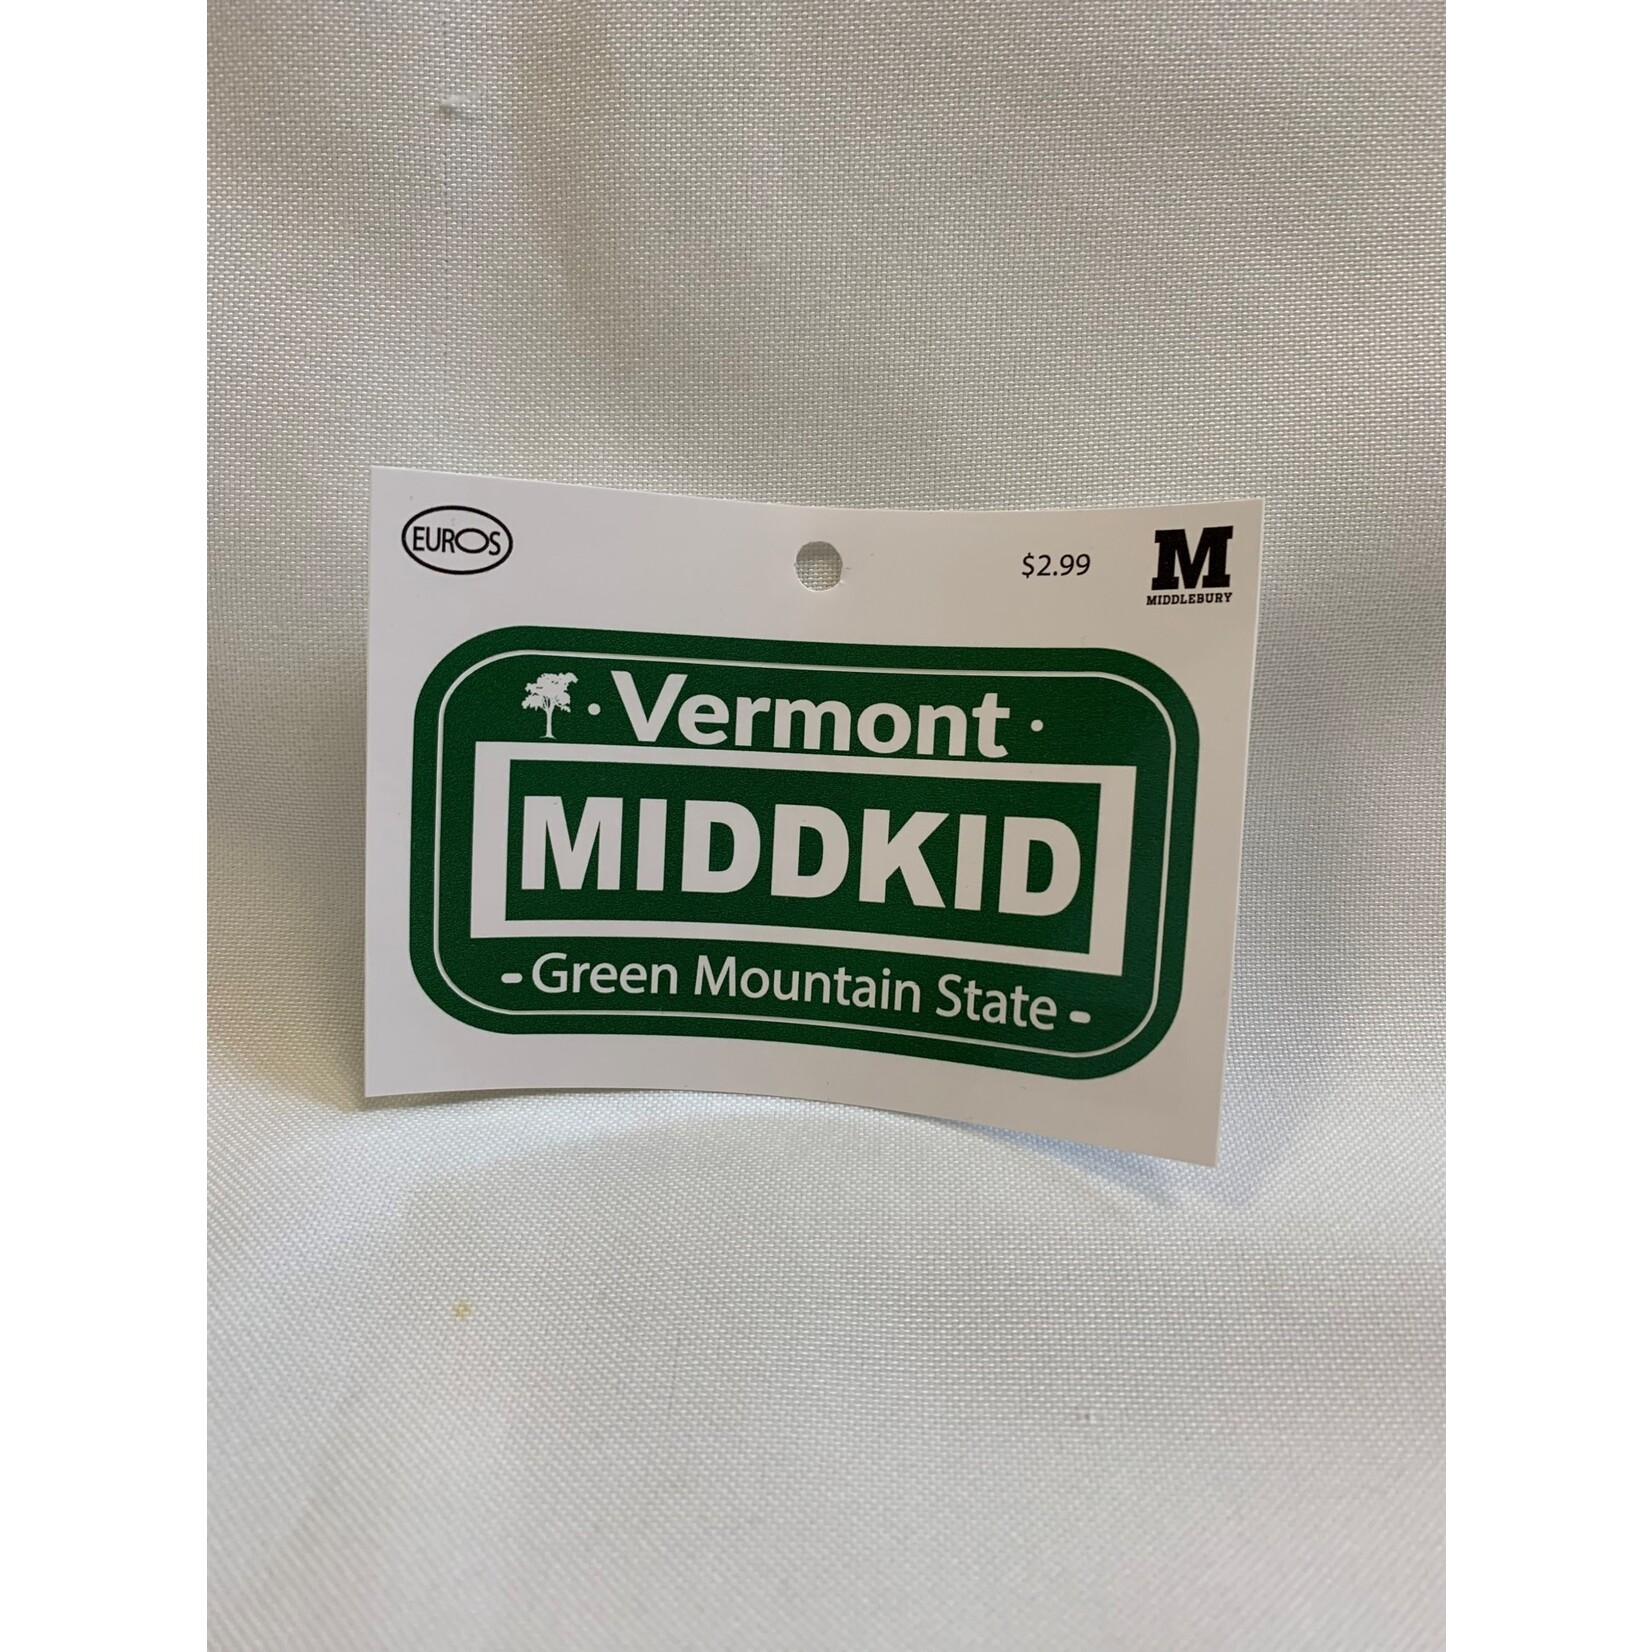 EUROS
$2.99
M
MIDDLEBURY
· Vermont ·
MIDDKID
- Green Mountain State -